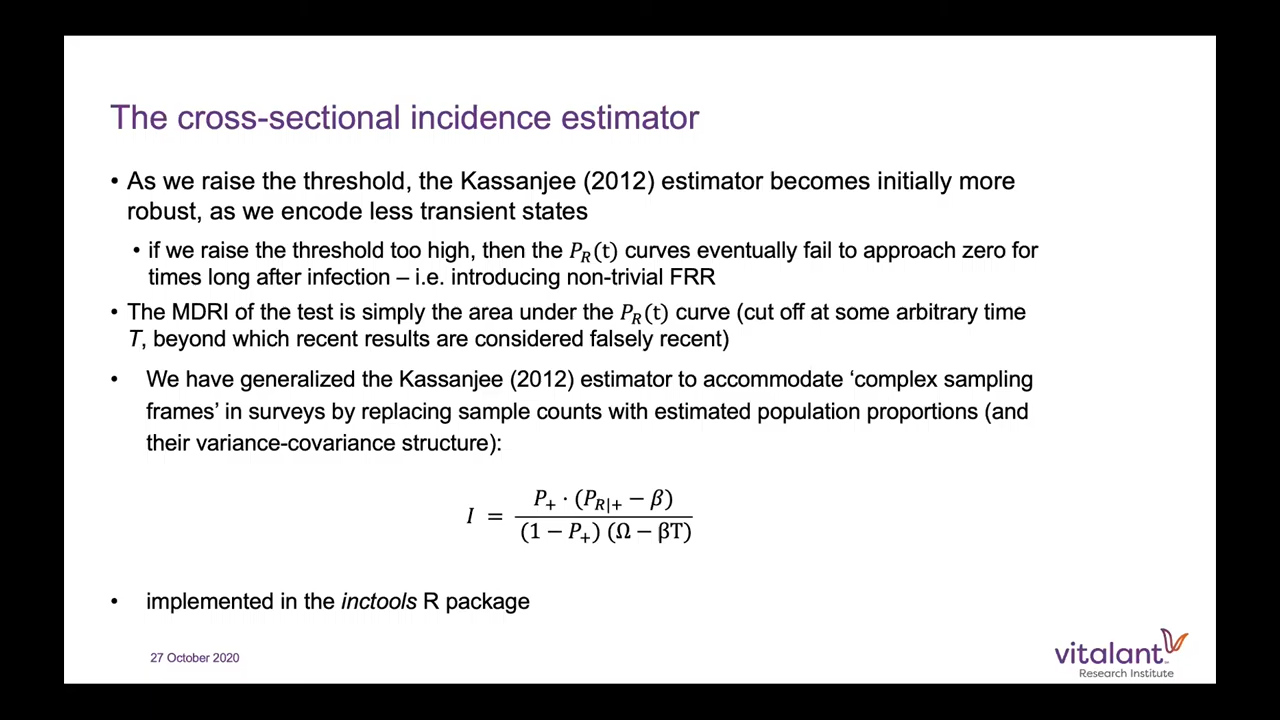 The cross-sectional incidence estimator
• As we raise the threshold, the Kassanjee (2012) estimator becomes initially more
robust, as we encode less transient states
• if we raise the threshold too high, then the P_R(t) curves eventually fail to approach zero for
times long after infection – i.e. introducing non-trivial FRR
• The MDRI of the test is simply the area under the P_R(t) curve (cut off at some arbitrary time
T, beyond which recent results are considered falsely recent)
• We have generalized the Kassanjee (2012) estimator to accommodate ‘complex sampling
frames’ in surveys by replacing sample counts with estimated population proportions (and
their variance-covariance structure):
I = \frac{P_+ \cdot (P_{R|+} − β)}{(1 − P_+) (Ω − βT)}
• implemented in the inctools R package
27 October 2020
vitalant
Research Institute